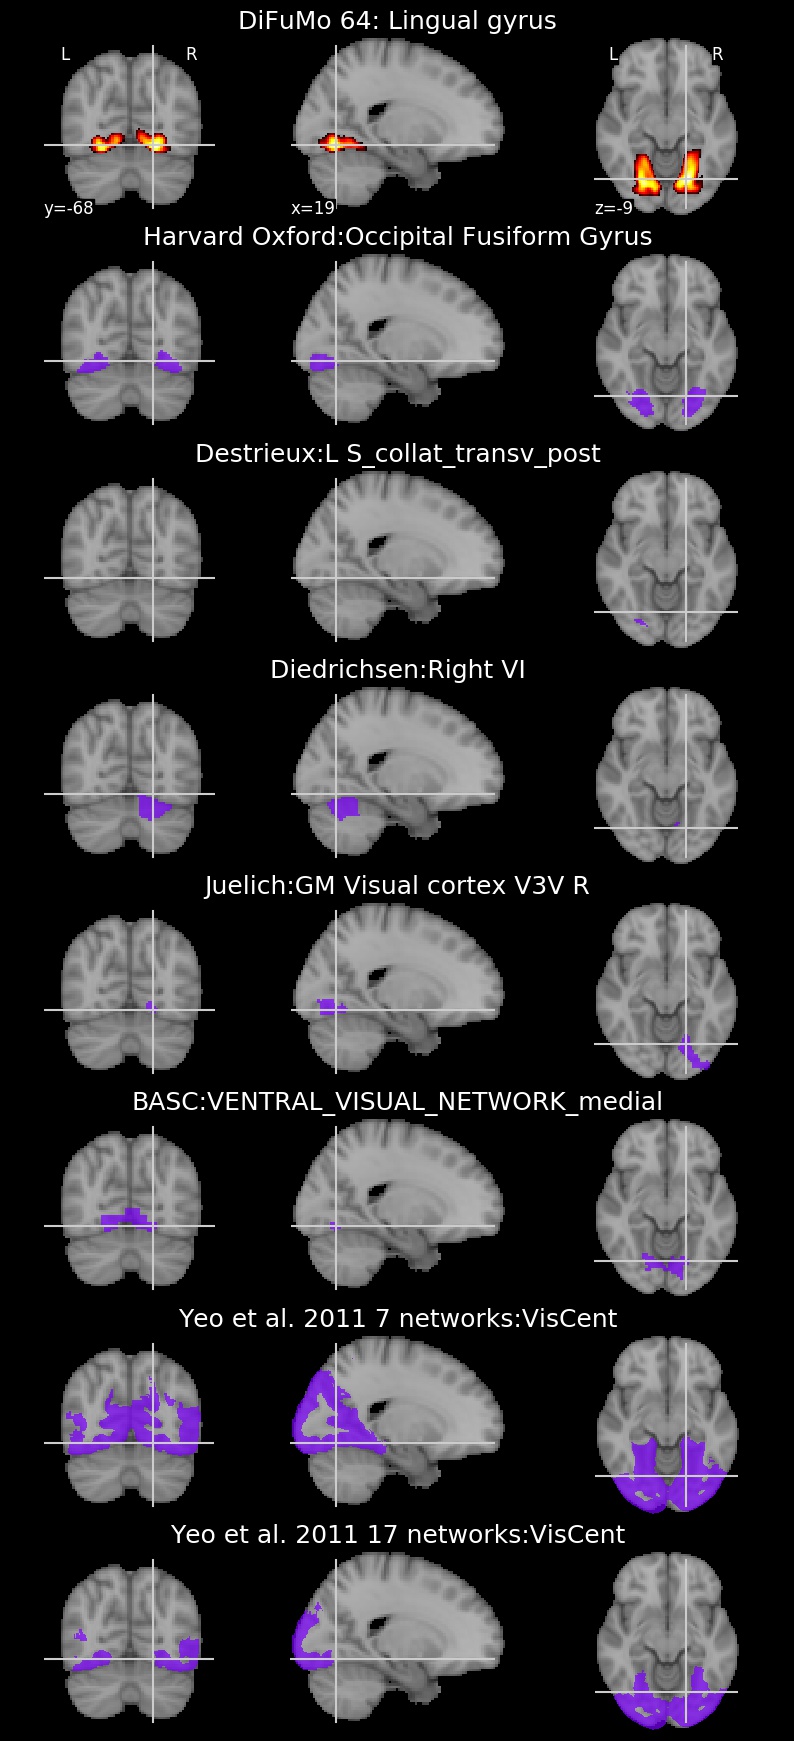 DiFuMo 64: Lingual gyrus
L R L R
y=-68 x=19 z=-9
Harvard Oxford:Occipital Fusiform Gyrus
Destrieux:L S_collat_transv_post
Diedrichsen:Right VI
Juelich:GM Visual cortex V3V R
BASC:VENTRAL_VISUAL_NETWORK_medial
Yeo et al. 2011 7 networks:VisCent
Yeo et al. 2011 17 networks:VisCent